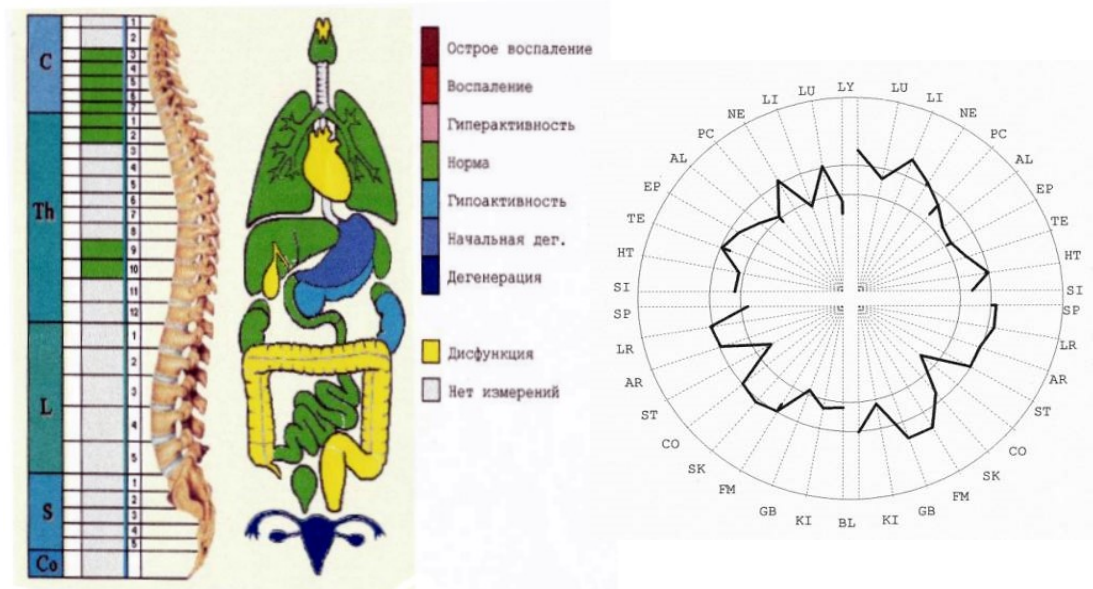 C
1
2
3
4
5
6
7
Th
1
2
3
4
5
6
7
8
9
10
11
12
L
1
2
3
4
5
S
1
2
3
4
5
Co
Острое воспаление
Воспаление
Гиперактивность
Норма
Гипоактивность
Начальная дег.
Дегенерация
Дисфункция
Нет измерений
LY
LU
LI
NE
PC
AL
EP
TE
HT
SI
SP
LR
AR
ST
CO
SK
FM
GB
KI
BL
KI
GB
FM
SK
CO
ST
AR
LR
SP
SI
HT
TE
EP
AL
PC
NE
LI
LU